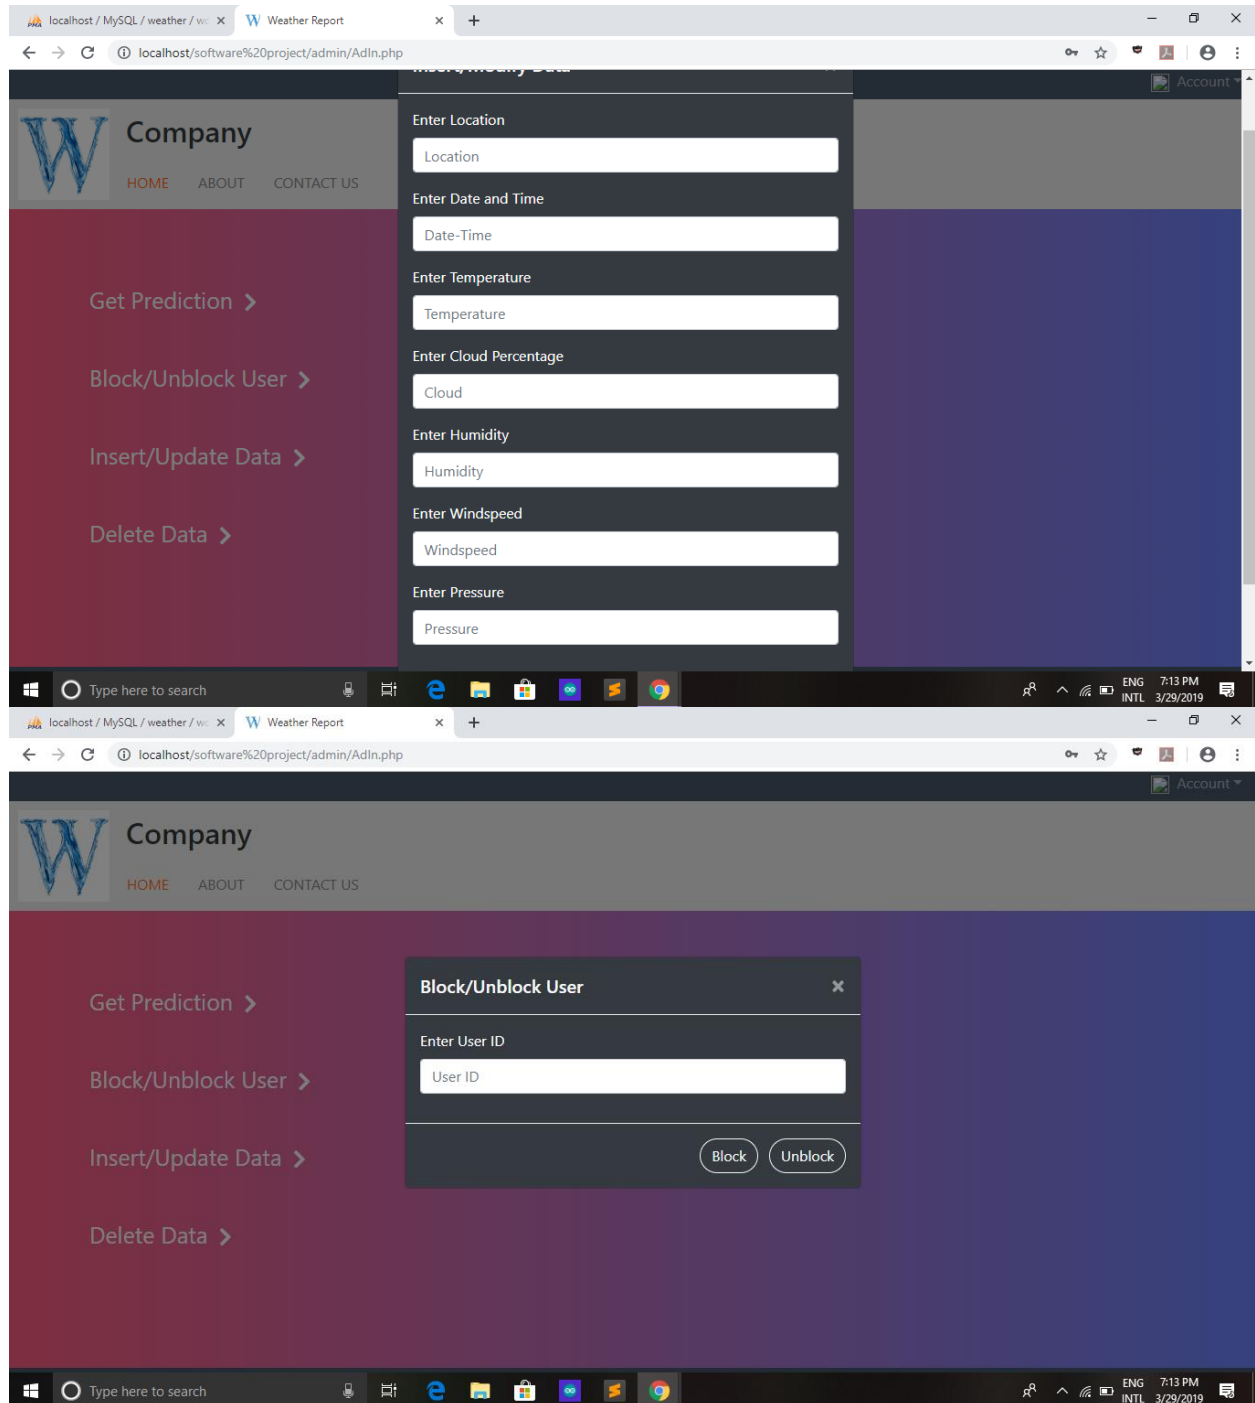 localhost / MySQL / weather / wo
Weather Report
localhost/software%20project/admin/AdIn.php
Insert/Modify Data
Account
Company
HOME ABOUT CONTACT US
Enter Location
Location
Enter Date and Time
Date-Time
Enter Temperature
Temperature
Enter Cloud Percentage
Cloud
Enter Humidity
Humidity
Enter Windspeed
Windspeed
Enter Pressure
Pressure
Get Prediction
Block/Unblock User
Insert/Update Data
Delete Data
Type here to search
ENG 7:13 PM
INTL 3/29/2019
localhost / MySQL / weather / wo
Weather Report
localhost/software%20project/admin/AdIn.php
Account
W
Company
HOME ABOUT CONTACT US
Get Prediction
Block/Unblock User
Insert/Update Data
Delete Data
Block/Unblock User
Enter User ID
User ID
Block Unblock
Type here to search
ENG 7:13 PM
INTL 3/29/2019